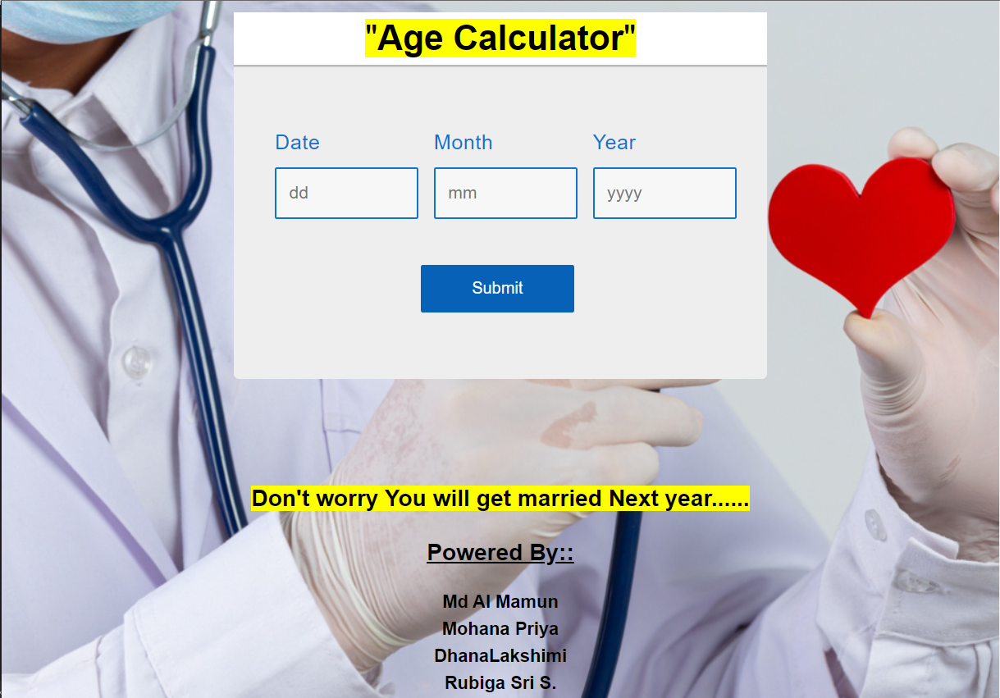 "Age Calculator"
Date Month Year
dd mm yyyy
Submit
Don't worry You will get married Next year......
Powered By::
Md Al Mamun
Mohana Priya
DhanaLakshimi
Rubiga Sri S.